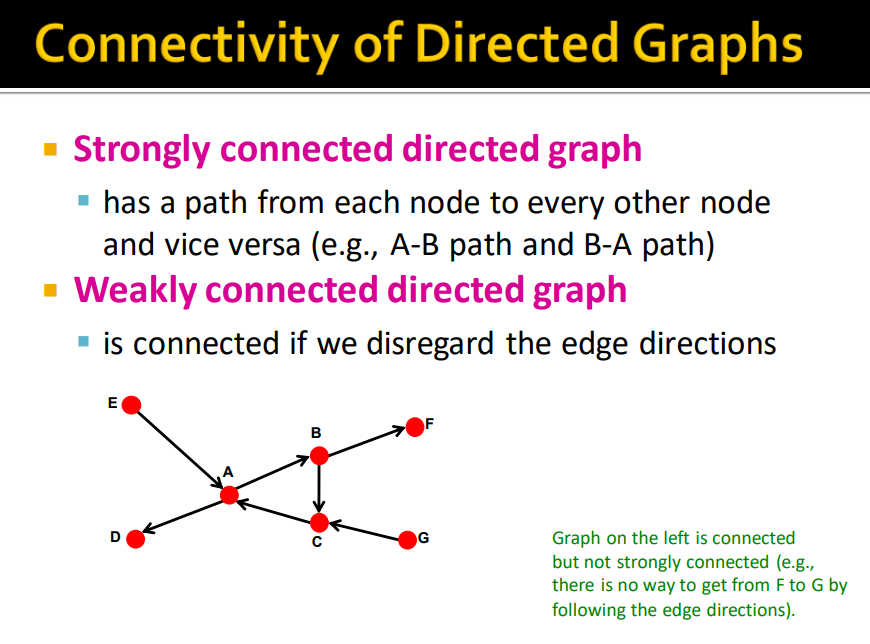 Connectivity of Directed Graphs
Strongly connected directed graph
has a path from each node to every other node
and vice versa (e.g., A-B path and B-A path)
Weakly connected directed graph
is connected if we disregard the edge directions
E
F
B
A
D
C
G
Graph on the left is connected
but not strongly connected (e.g.,
there is no way to get from F to G by
following the edge directions).